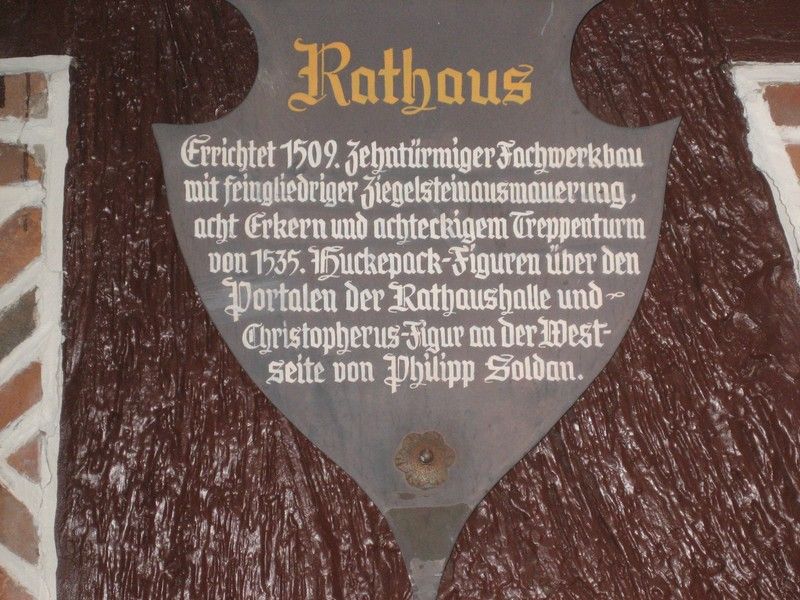 Rathaus
Errichtet 1509. Zehntürmiger Fachwerkbau
mit feingliedriger Ziegelsteinausmauerung,
acht Erkern und achteckigem Treppenturm
von 1535. Huckepack-Figuren über den
Portalen der Rathaushalle und ~
Christopherus-Figur an der West-
seite von Philipp Soldan.